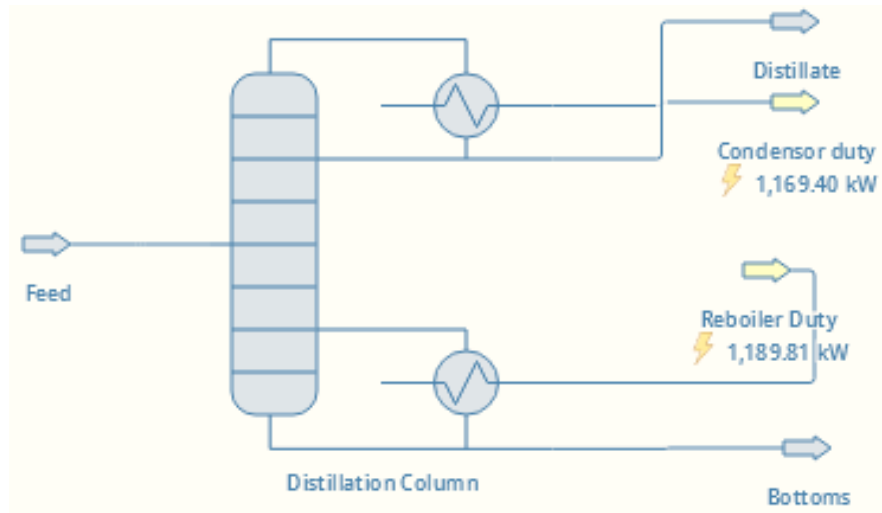 Distillate
Condensor duty
1,169.40 kW
Feed
Reboiler Duty
1,189.81 kW
Distillation Column
Bottoms